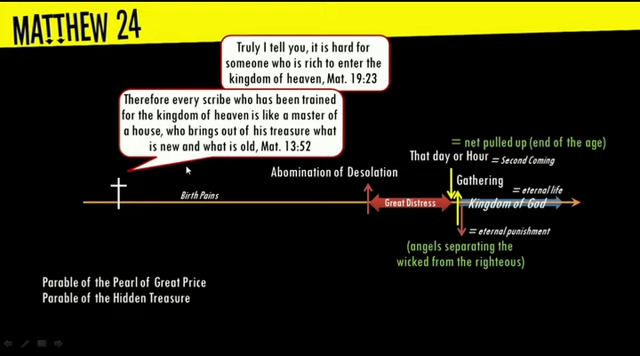 MATTHEW 24
Truly I tell you, it is hard for
someone who is rich to enter the
kingdom of heaven, Mat. 19:23
Therefore every scribe who has been trained
for the kingdom of heaven is like a master of
a house, who brings out of his treasure what
is new and what is old, Mat. 13:52
= net pulled up (end of the age)
That day or Hour = Second Coming
Abomination of Desolation
Gathering
= eternal life
Birth Pains
Great Distress
Kingdom of God
= eternal punishment
(angels separating the
wicked from the righteous)
Parable of the Pearl of Great Price
Parable of the Hidden Treasure